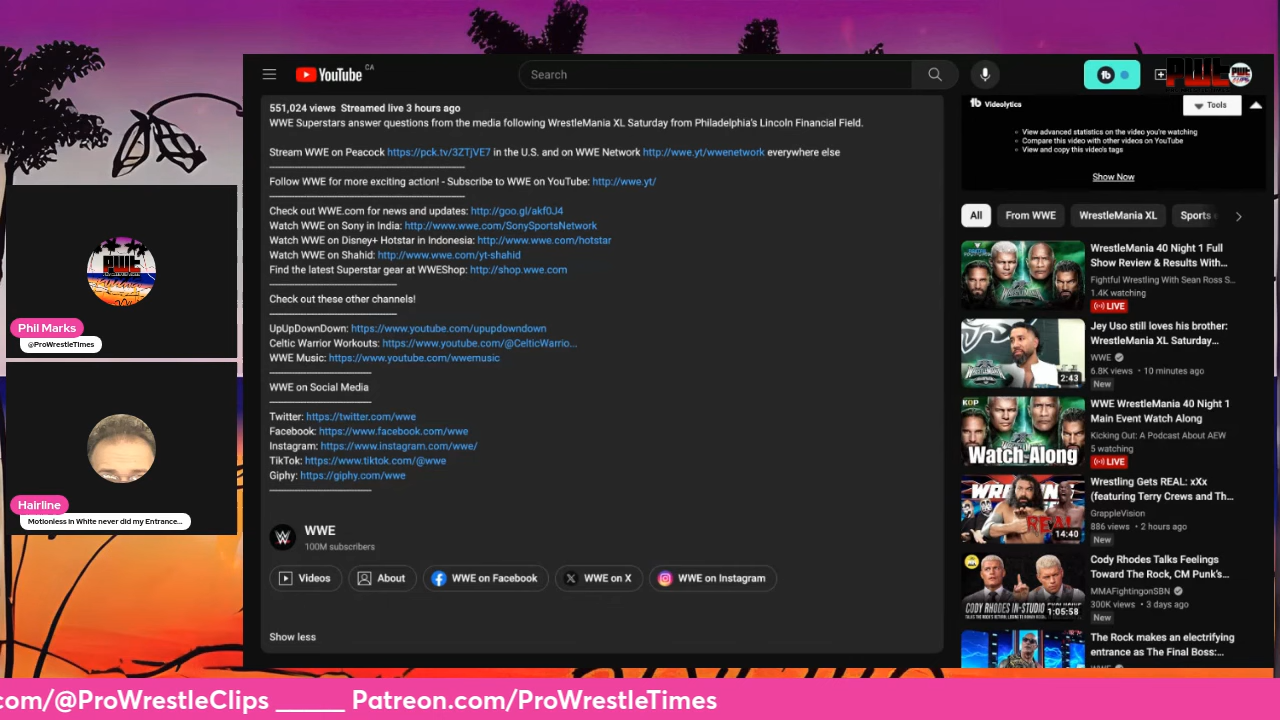 YouTube CA
Search
551,024 views Streamed live 3 hours ago
WWE Superstars answer questions from the media following WrestleMania XL Saturday from Philadelphia's Lincoln Financial Field.
Stream WWE on Peacock https://pck.tv/3ZTjVE7 in the U.S. and on WWE Network http://wwe.yt/wwenetwork everywhere else
Follow WWE for more exciting action! - Subscribe to WWE on YouTube: http://wwe.yt/
Check out WWE.com for news and updates: http://goo.gl/akf0J4
Watch WWE on Sony in India: http://www.wwe.com/SonySportsNetwork
Watch WWE on Disney+ Hotstar in Indonesia: http://www.wwe.com/hotstar
Watch WWE on Shahid: http://www.wwe.com/yt-shahid
Find the latest Superstar gear at WWEShop: http://shop.wwe.com
Check out these other channels!
UpUpDownDown: https://www.youtube.com/upupdowndown
Celtic Warrior Workouts: https://www.youtube.com/@CelticWarrio...
WWE Music: https://www.youtube.com/wwemusic
WWE on Social Media
Twitter: https://twitter.com/wwe
Facebook: https://www.facebook.com/wwe
Instagram: https://www.instagram.com/wwe/
TikTok: https://www.tiktok.com/@wwe
Giphy: https://giphy.com/wwe
WWE
100M subscribers
Videos
About
WWE on Facebook
WWE on X
WWE on Instagram
Show less
Videolytics
Tools
View advanced statistics on the video you're watching
Compare this video with other videos on YouTube
View and copy this video's tags
Show Now
All
From WWE
WrestleMania XL
Sports
WrestleMania 40 Night 1 Full
Show Review & Results With...
Fightful Wrestling With Sean Ross S...
1.4K watching
LIVE
2:43
Jey Uso still loves his brother:
WrestleMania XL Saturday...
WWE
6.8K views • 10 minutes ago
New
KOP
Watch Along
WWE WrestleMania 40 Night 1
Main Event Watch Along
Kicking Out: A Podcast About AEW
5 watching
LIVE
14:40
Wrestling Gets REAL: xXx
(featuring Terry Crews and Th...
GrappleVision
886 views • 2 hours ago
New
CODY RHODES IN-STUDIO
1:05:58
Cody Rhodes Talks Feelings
Toward The Rock, CM Punk's...
MMAFightingonSBN
300K views • 3 days ago
New
The Rock makes an electrifying
entrance as The Final Boss:...
PWT
Phil Marks
@ProWrestleTimes
Hairline
Motionless in White never did my Entrance...
com/@ProWrestleClips ______ Patreon.com/ProWrestleTimes